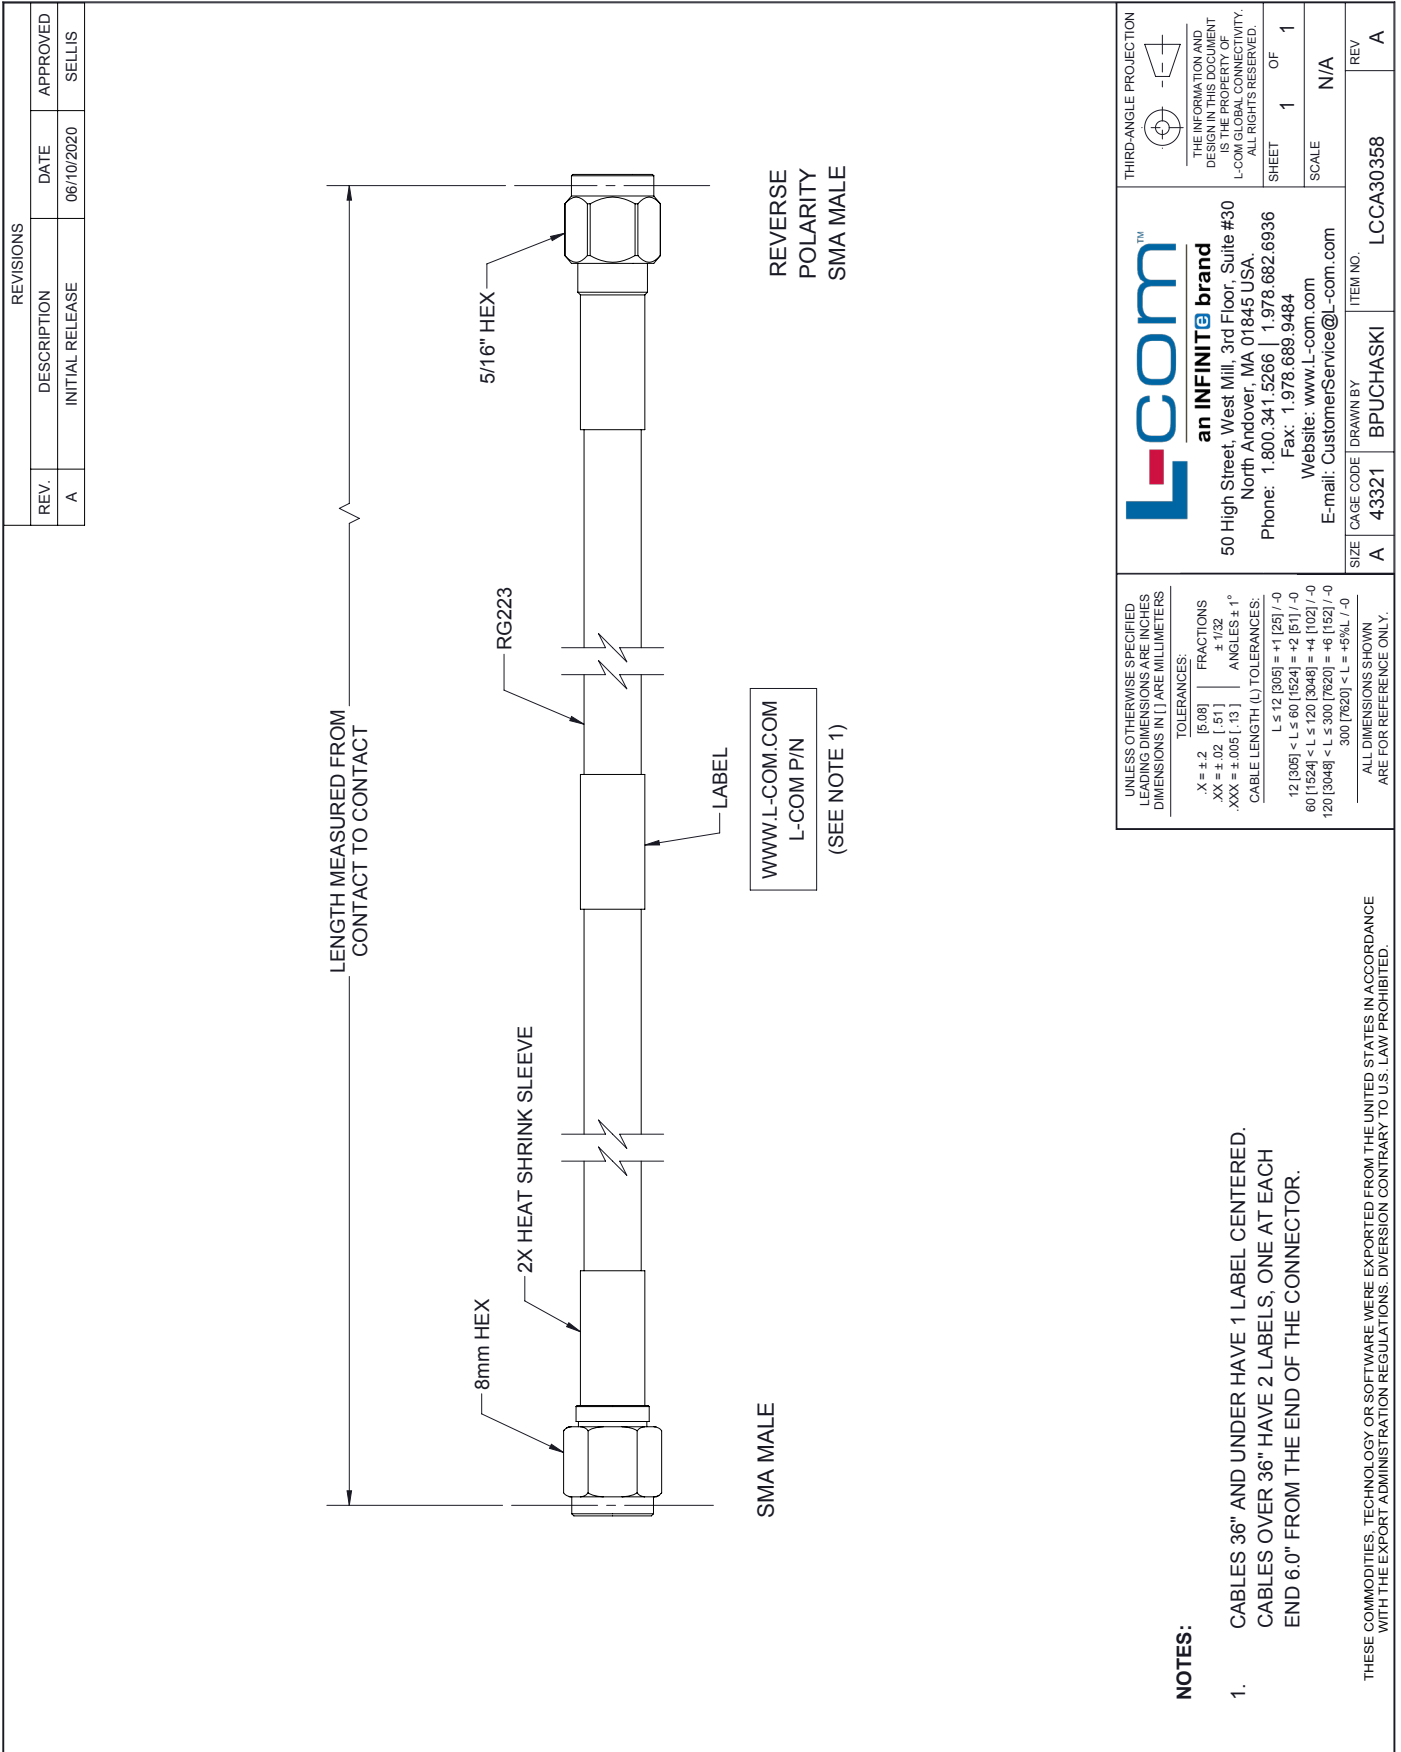 REVISIONS
REV. DESCRIPTION DATE APPROVED
A INITIAL RELEASE 06/10/2020 SELLIS
LENGTH MEASURED FROM
CONTACT TO CONTACT
8mm HEX
2X HEAT SHRINK SLEEVE
RG223
5/16" HEX
LABEL
SMA MALE
WWW.L-COM.COM
L-COM P/N
(SEE NOTE 1)
REVERSE
POLARITY
SMA MALE
NOTES:
1. CABLES 36" AND UNDER HAVE 1 LABEL CENTERED.
CABLES OVER 36" HAVE 2 LABELS, ONE AT EACH
END 6.0" FROM THE END OF THE CONNECTOR.
THESE COMMODITIES, TECHNOLOGY OR SOFTWARE WERE EXPORTED FROM THE UNITED STATES IN ACCORDANCE
WITH THE EXPORT ADMINISTRATION REGULATIONS. DIVERSION CONTRARY TO U.S. LAW PROHIBITED.
UNLESS OTHERWISE SPECIFIED
LEADING DIMENSIONS ARE INCHES
DIMENSIONS IN [ ] ARE MILLIMETERS
TOLERANCES:
.X = ±.2 [5.08] FRACTIONS
.XX = ±.02 [.51] ± 1/32
.XXX = ±.005 [.13] ANGLES ± 1°
CABLE LENGTH (L) TOLERANCES:
L ≤ 12 [305] = +1 [25] / -0
12 [305] < L ≤ 60 [1524] = +2 [51] / -0
60 [1524] < L ≤ 120 [3048] = +4 [102] / -0
120 [3048] < L ≤ 300 [7620] = +6 [152] / -0
300 [7620] < L = +5%L / -0
ALL DIMENSIONS SHOWN
ARE FOR REFERENCE ONLY.
L-com™
an INFINITe brand
50 High Street, West Mill, 3rd Floor, Suite #30
North Andover, MA 01845 USA.
Phone: 1.800.341.5266 | 1.978.682.6936
Fax: 1.978.689.9484
Website: www.L-com.com
E-mail: CustomerService@L-com.com
THIRD-ANGLE PROJECTION
THE INFORMATION AND
DESIGN IN THIS DOCUMENT
IS THE PROPERTY OF
L-COM GLOBAL CONNECTIVITY.
ALL RIGHTS RESERVED.
SHEET 1 OF 1
SCALE N/A
SIZE CAGE CODE DRAWN BY ITEM NO. REV
A 43321 BPUCHASKI LCCA30358 A